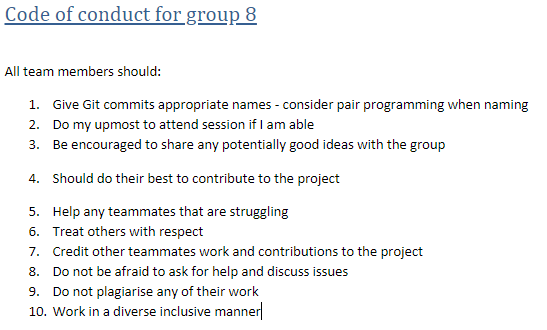 Code of conduct for group 8
All team members should:
1. Give Git commits appropriate names - consider pair programming when naming
2. Do my upmost to attend session if I am able
3. Be encouraged to share any potentially good ideas with the group
4. Should do their best to contribute to the project
5. Help any teammates that are struggling
6. Treat others with respect
7. Credit other teammates work and contributions to the project
8. Do not be afraid to ask for help and discuss issues
9. Do not plagiarise any of their work
10. Work in a diverse inclusive manner